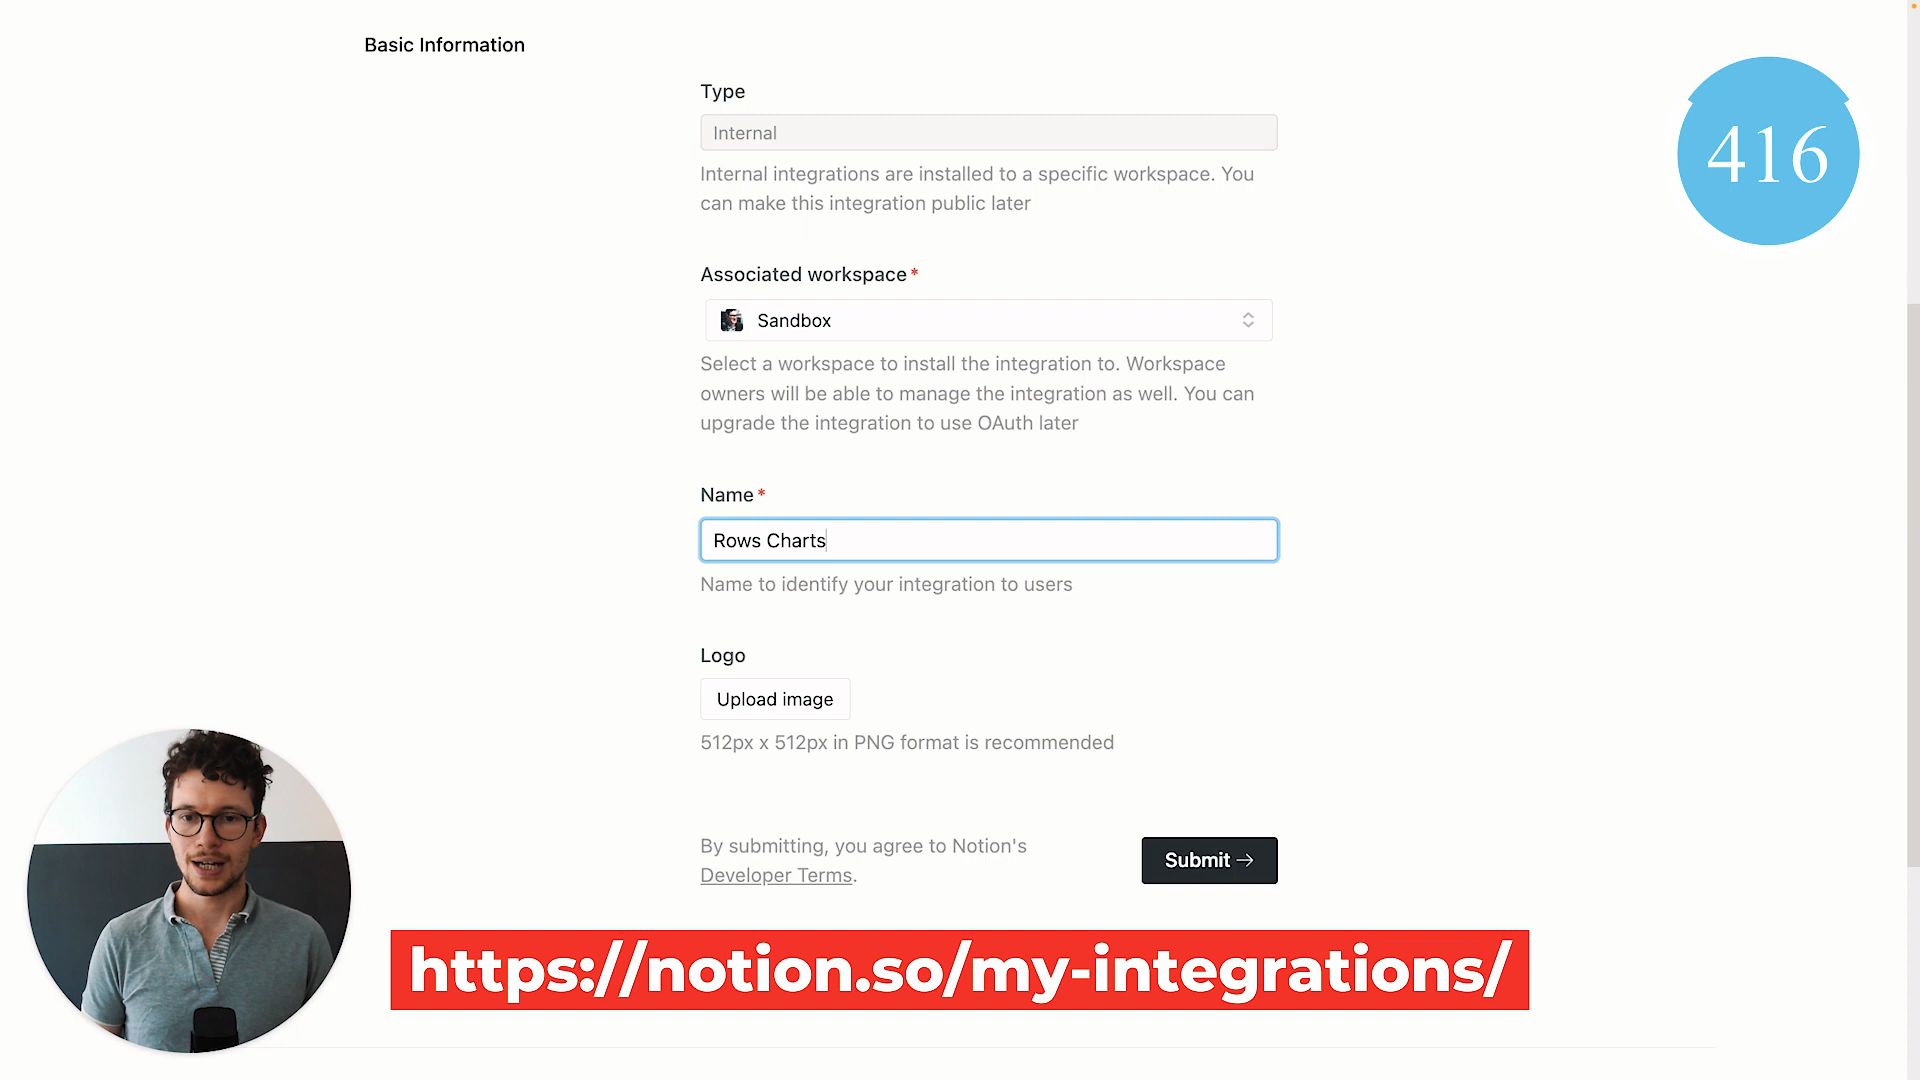 Basic Information
Type
Internal
Internal integrations are installed to a specific workspace. You
can make this integration public later
416
Associated workspace*
Sandbox
Select a workspace to install the integration to. Workspace
owners will be able to manage the integration as well. You can
upgrade the integration to use OAuth later
Name*
Rows Charts
Name to identify your integration to users
Logo
Upload image
512px x 512px in PNG format is recommended
By submitting, you agree to Notion's
Developer Terms.
Submit →
https://notion.so/my-integrations/